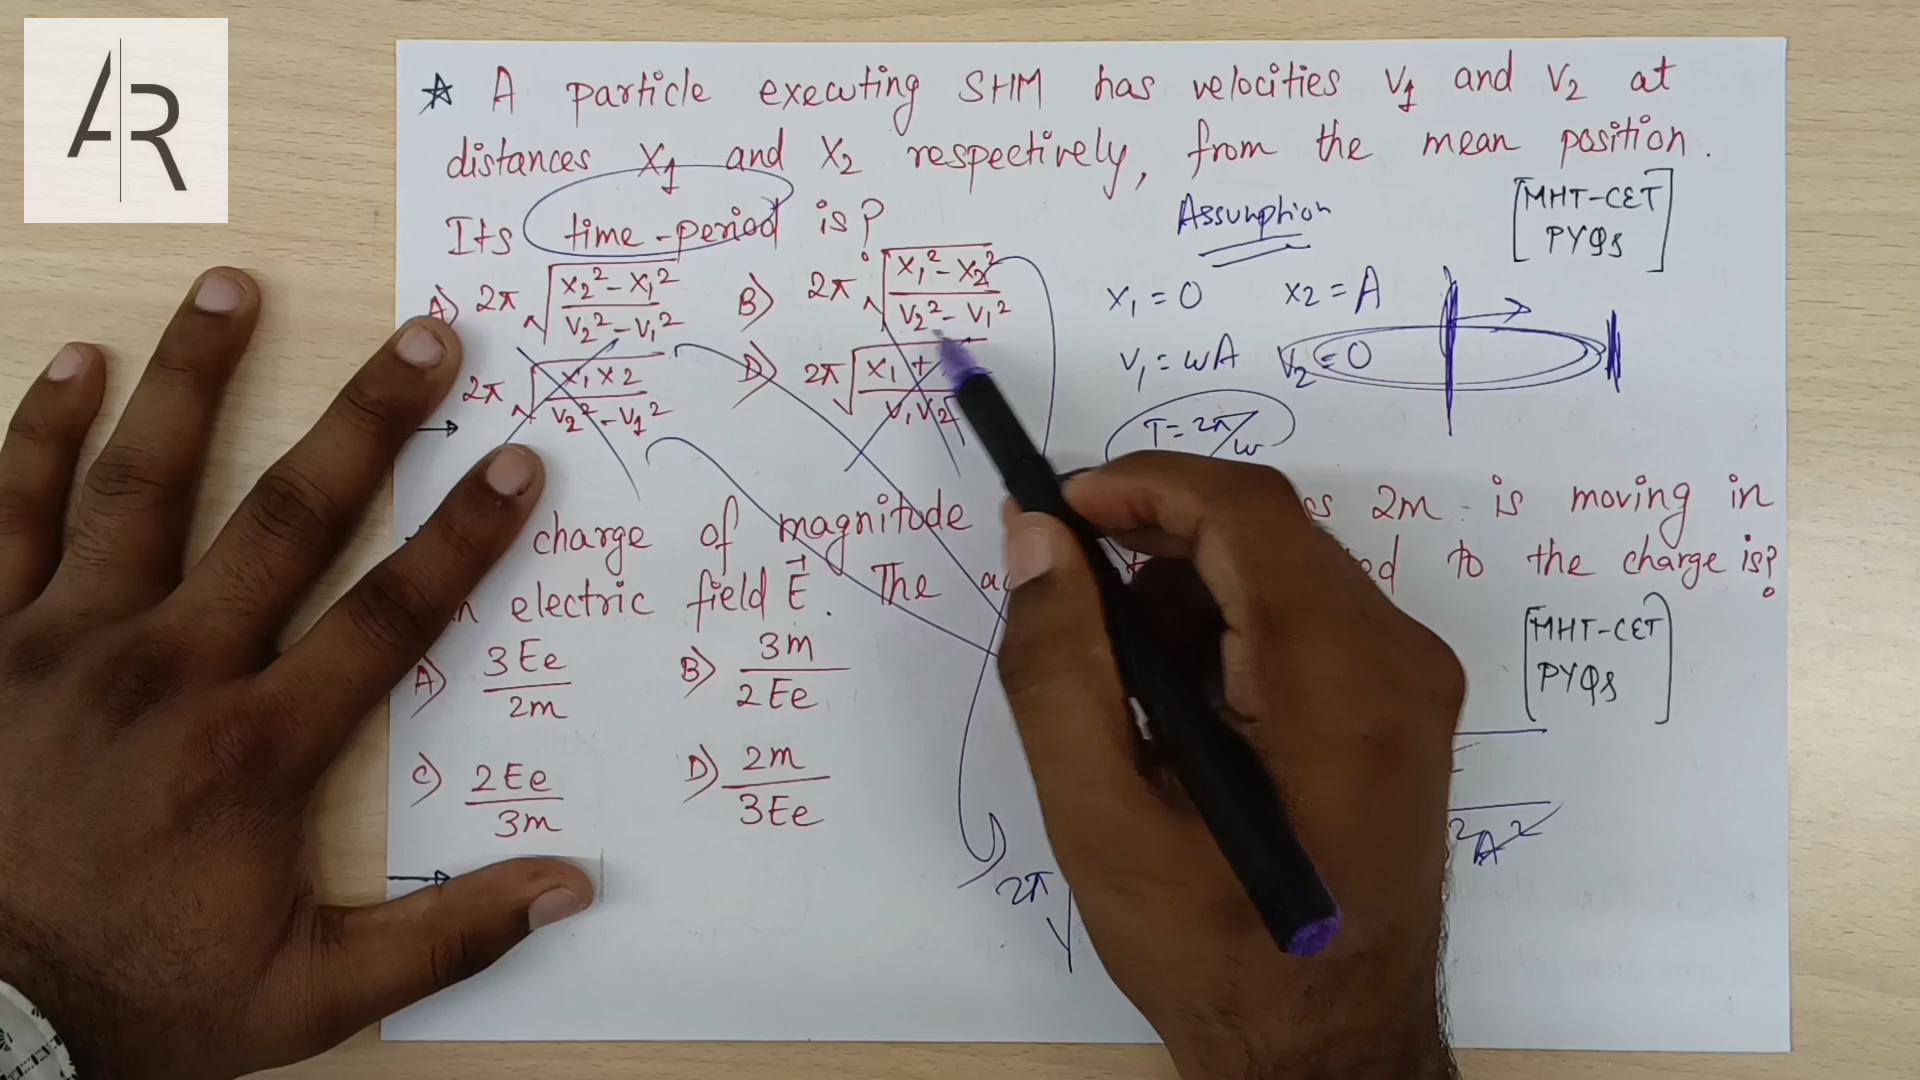 AR
☆ A particle executing SHM has velocities V1 and V2 at
distances X1 and X2 respectively, from the mean position.
Its time-period is?
[MHT-CET
PYQS]
Assumption
A) 2π √((X2² - X1²)/(V2² - V1²)) B) 2π √((X1² - X2²)/(V2² - V1²))
X1 = 0 X2 = A
V1 = ωA V2 = 0
2π √((X1 X2)/(V2² - V1²)) D) 2π √((X1 +)/(V1V2))
T = 2π/ω
charge of magnitude 2m is moving in
electric field E⃗. The to the charge is?
[MHT-CET
PYQS]
A) 3Ee/2m B) 3m/2Ee
C) 2Ee/3m D) 2m/3Ee
²A²
2π √